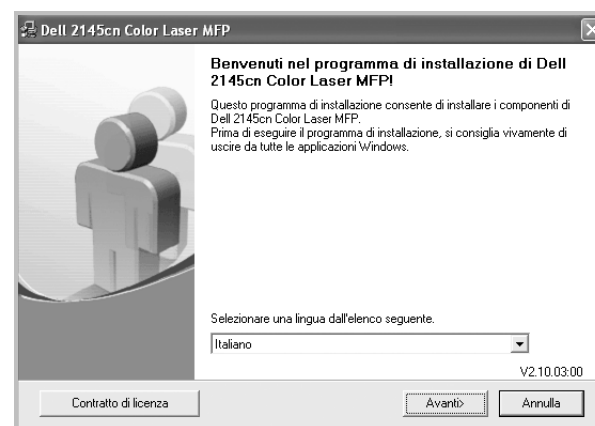 Dell 2145cn Color Laser MFP
Benvenuti nel programma di installazione di Dell
2145cn Color Laser MFP!
Questo programma di installazione consente di installare i componenti di
Dell 2145cn Color Laser MFP.
Prima di eseguire il programma di installazione, si consiglia vivamente di
uscire da tutte le applicazioni Windows.
Selezionare una lingua dall'elenco seguente.
Italiano
V2.10.03:00
Contratto di licenza
Avanti>
Annulla